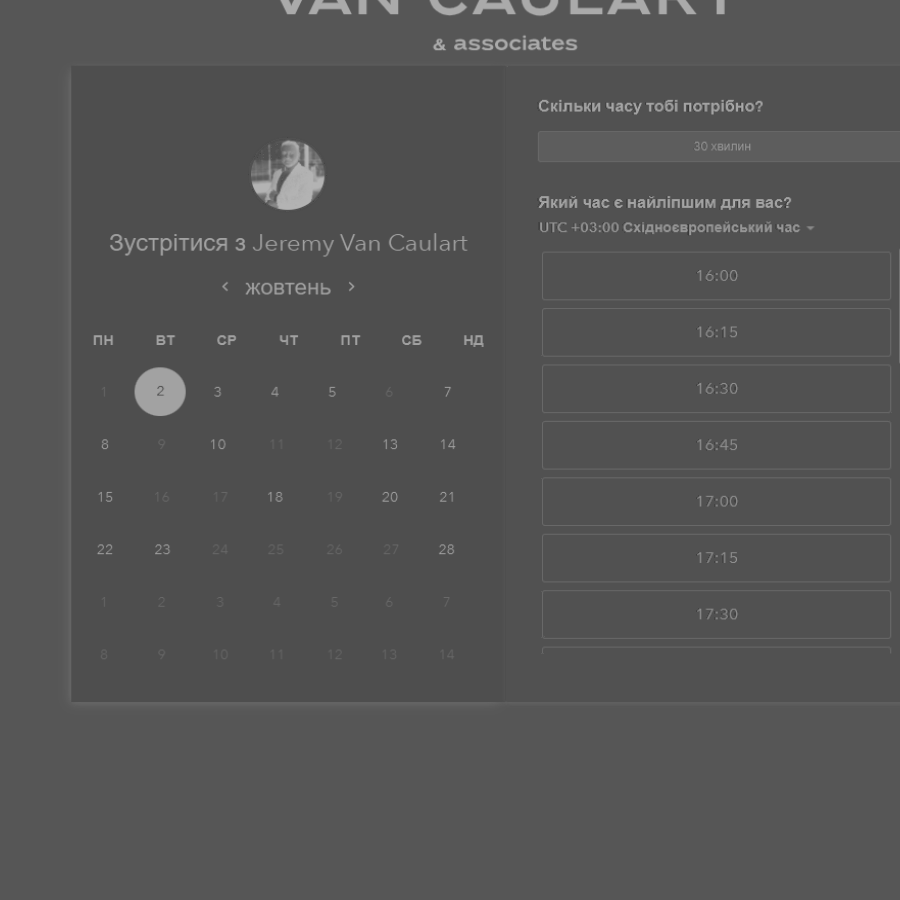 VAN CAULART
& associates
Зустрітися з Jeremy Van Caulart
жовтень
ПН ВТ СР ЧТ ПТ СБ НД
1 2 3 4 5 6 7
8 9 10 11 12 13 14
15 16 17 18 19 20 21
22 23 24 25 26 27 28
1 2 3 4 5 6 7
8 9 10 11 12 13 14
Скільки часу тобі потрібно?
30 хвилин
Який час є найліпшим для вас?
UTC +03:00 Східноєвропейський час
16:00
16:15
16:30
16:45
17:00
17:15
17:30